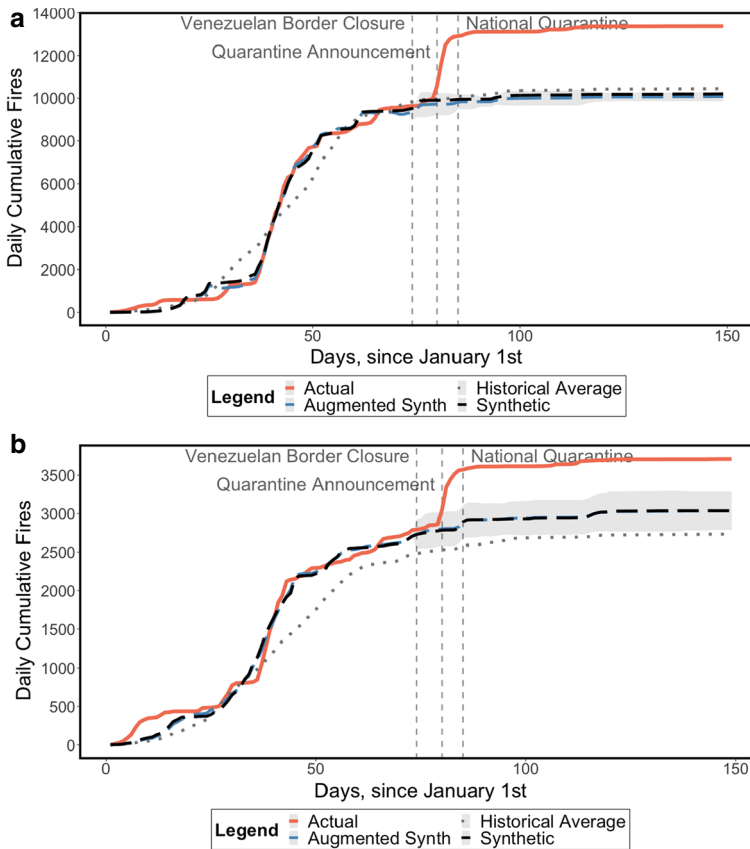 a
14000
Venezuelan Border Closure
National Quarantine
Quarantine Announcement
12000
10000
8000
6000
4000
2000
0
Daily Cumulative Fires
0
50
100
150
Days, since January 1st
Legend
Actual
Historical Average
Augmented Synth
Synthetic
b
Venezuelan Border Closure
National Quarantine
Quarantine Announcement
3500
3000
2500
2000
1500
1000
500
0
Daily Cumulative Fires
0
50
100
150
Days, since January 1st
Legend
Actual
Historical Average
Augmented Synth
Synthetic